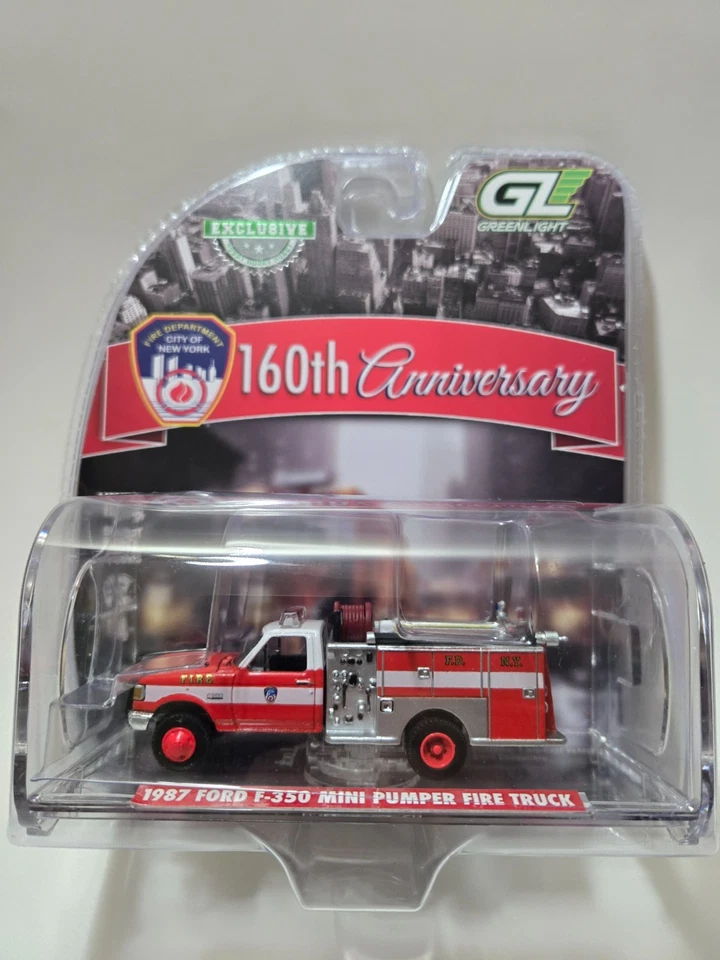 GL
GREENLIGHT
EXCLUSIVE
FIRE DEPARTMENT
CITY OF
NEW YORK
160th Anniversary
FIRE
F.D. N.Y.
1987 FORD F-350 MINI PUMPER FIRE TRUCK